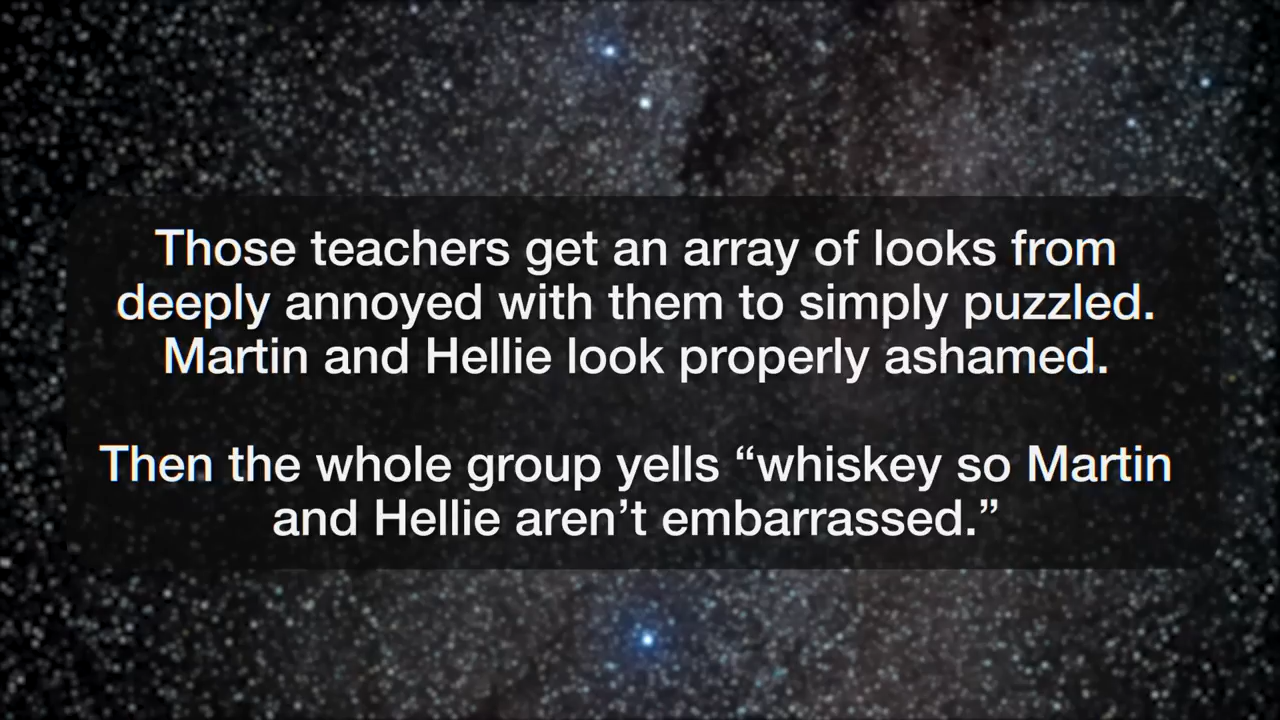 Those teachers get an array of looks from
deeply annoyed with them to simply puzzled.
Martin and Hellie look properly ashamed.
Then the whole group yells “whiskey so Martin
and Hellie aren’t embarrassed.”